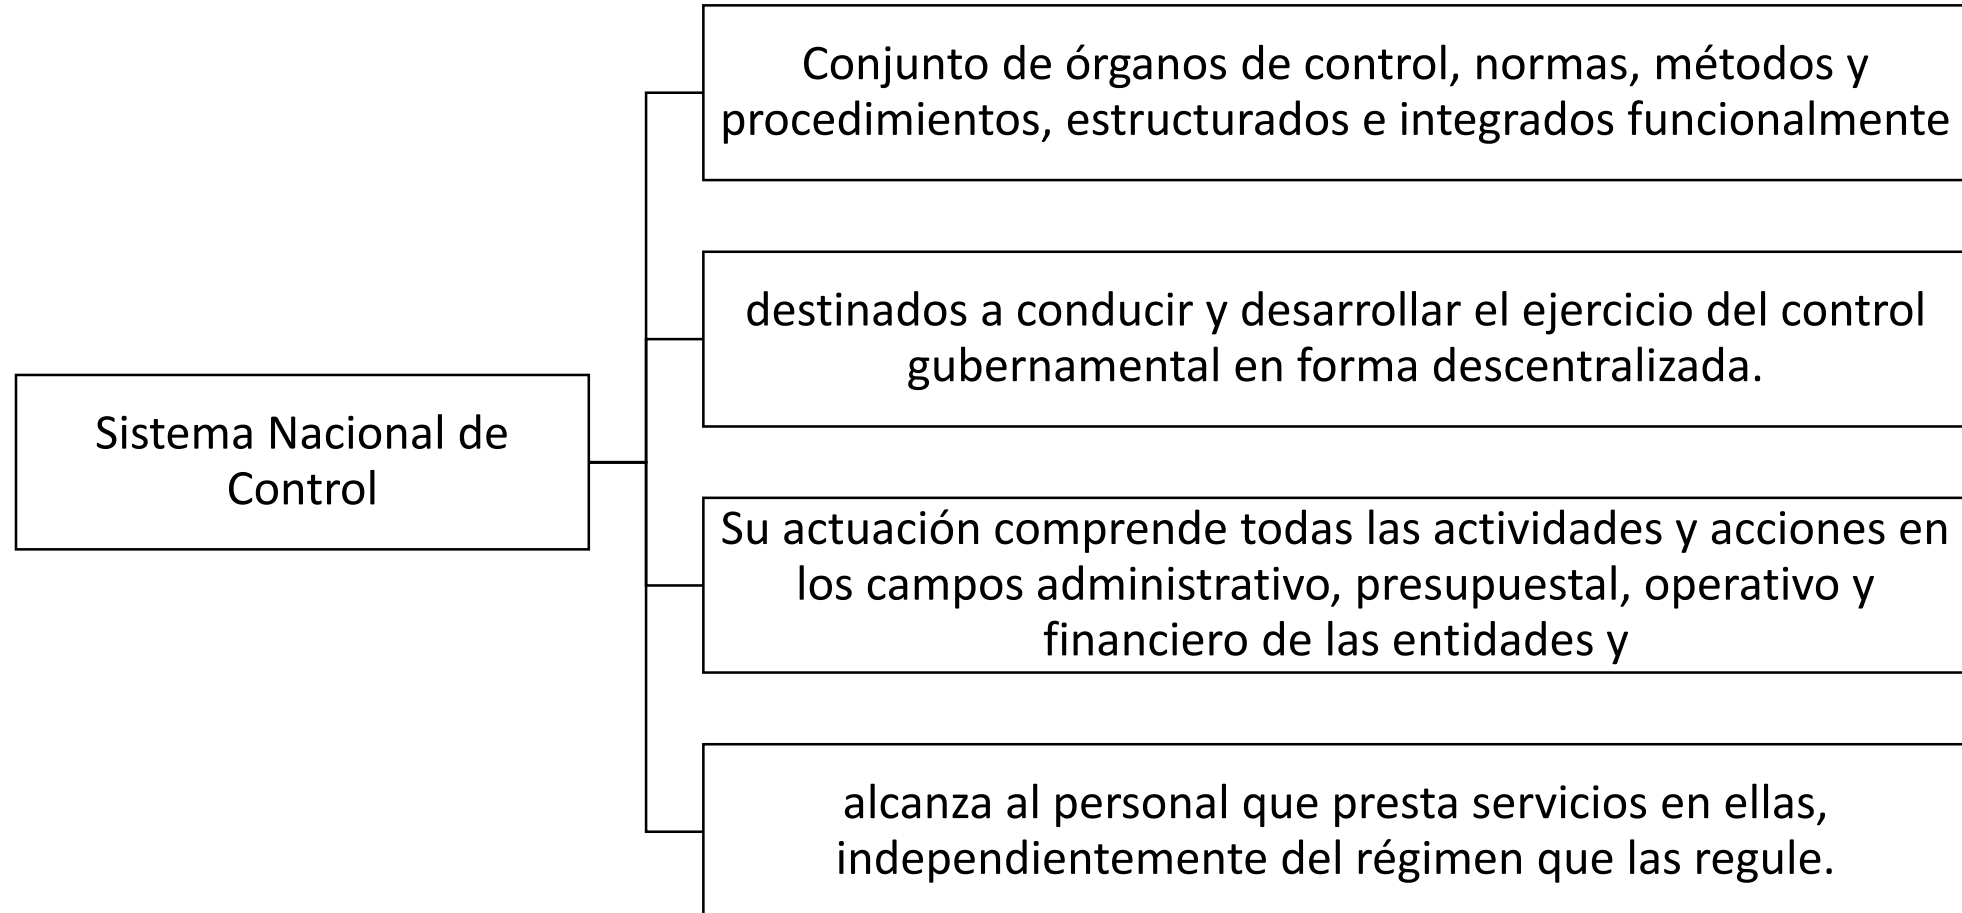 Sistema Nacional de
Control
Conjunto de órganos de control, normas, métodos y
procedimientos, estructurados e integrados funcionalmente
destinados a conducir y desarrollar el ejercicio del control
gubernamental en forma descentralizada.
Su actuación comprende todas las actividades y acciones en
los campos administrativo, presupuestal, operativo y
financiero de las entidades y
alcanza al personal que presta servicios en ellas,
independientemente del régimen que las regule.